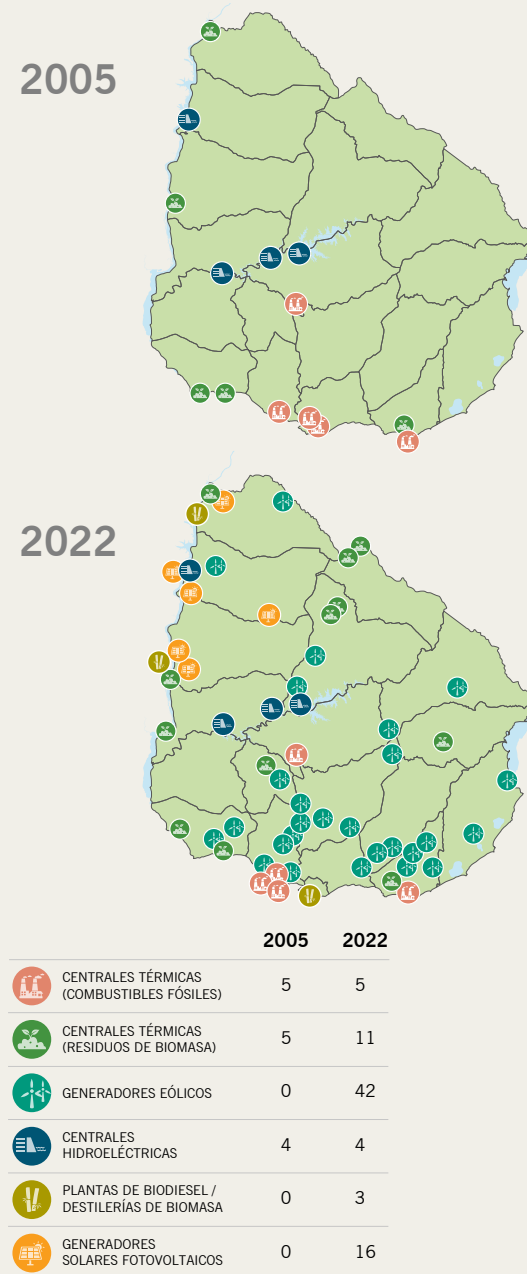 2005
2022
2005 2022
CENTRALES TÉRMICAS
(COMBUSTIBLES FÓSILES)
5 5
CENTRALES TÉRMICAS
(RESIDUOS DE BIOMASA)
5 11
GENERADORES EÓLICOS
0 42
CENTRALES
HIDROELÉCTRICAS
4 4
PLANTAS DE BIODIESEL /
DESTILERÍAS DE BIOMASA
0 3
GENERADORES
SOLARES FOTOVOLTAICOS
0 16